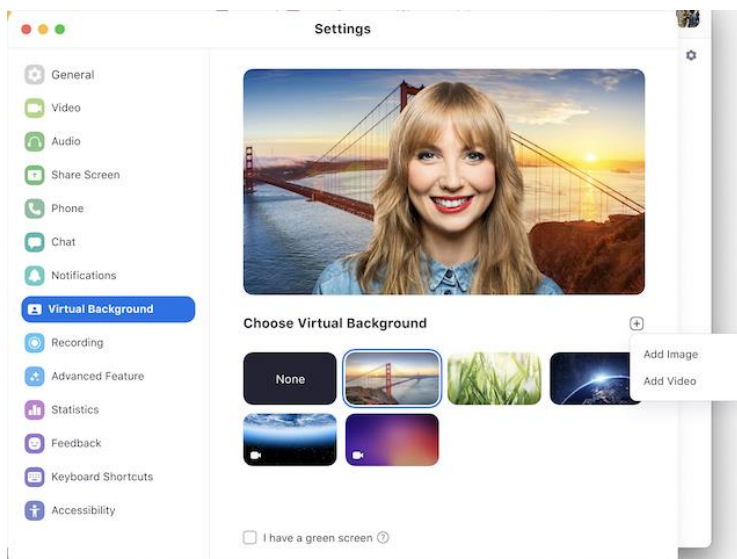 Settings
General
Video
Audio
Share Screen
Phone
Chat
Notifications
Virtual Background
Recording
Advanced Feature
Statistics
Feedback
Keyboard Shortcuts
Accessibility
Choose Virtual Background
Add Image
Add Video
None
I have a green screen